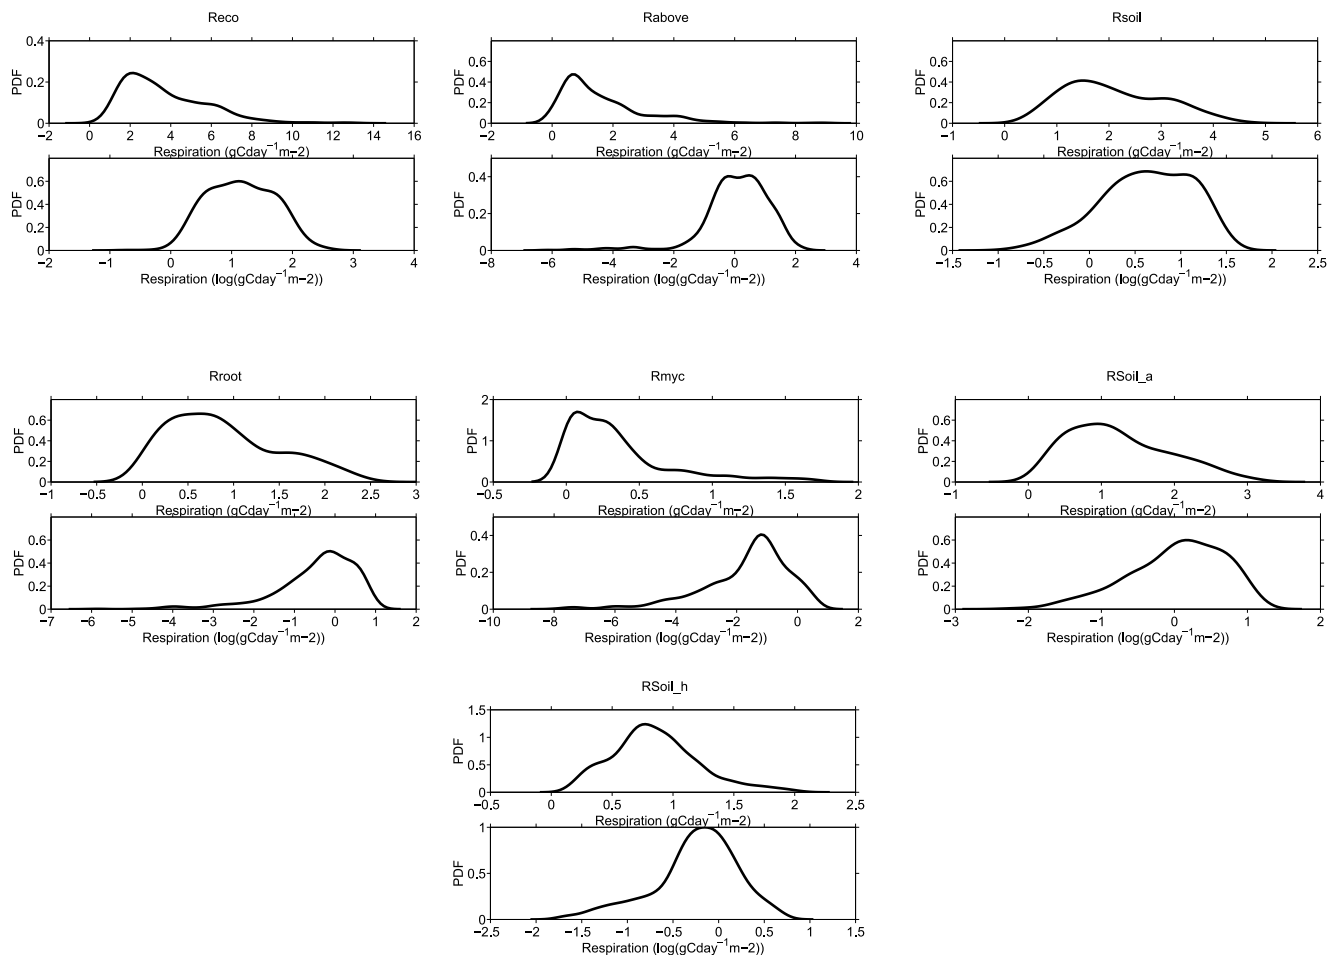 Reco
Rabove
Rsoil
0.4
0.2
0
PDF
−2 0 2 4 6 8 10 12 14 16
Respiration (gCday−1m−2)
0.6
0.4
0.2
0
PDF
−2 −1 0 1 2 3 4
Respiration (log(gCday−1m−2))
0.6
0.4
0.2
0
PDF
−2 0 2 4 6 8 10
Respiration (gCday−1m−2)
0.4
0.2
0
PDF
−8 −6 −4 −2 0 2 4
Respiration (log(gCday−1m−2))
0.6
0.4
0.2
0
PDF
−1 0 1 2 3 4 5 6
Respiration (gCday−1m−2)
0.6
0.4
0.2
0
PDF
−1.5 −1 −0.5 0 0.5 1 1.5 2 2.5
Respiration (log(gCday−1m−2))
Rroot
Rmyc
RSoil_a
0.6
0.4
0.2
0
PDF
−1 −0.5 0 0.5 1 1.5 2 2.5 3
Respiration (gCday−1m−2)
0.6
0.4
0.2
0
PDF
−7 −6 −5 −4 −3 −2 −1 0 1 2
Respiration (log(gCday−1m−2))
2
1
0
PDF
−0.5 0 0.5 1 1.5 2
Respiration (gCday−1m−2)
0.4
0.2
0
PDF
−10 −8 −6 −4 −2 0 2
Respiration (log(gCday−1m−2))
0.6
0.4
0.2
0
PDF
−1 0 1 2 3 4
Respiration (gCday−1m−2)
0.6
0.4
0.2
0
PDF
−3 −2 −1 0 1 2
Respiration (log(gCday−1m−2))
RSoil_h
1.5
1
0.5
0
PDF
−0.5 0 0.5 1 1.5 2 2.5
Respiration (gCday−1m−2)
1
0.5
0
PDF
−2.5 −2 −1.5 −1 −0.5 0 0.5 1 1.5
Respiration (log(gCday−1m−2))